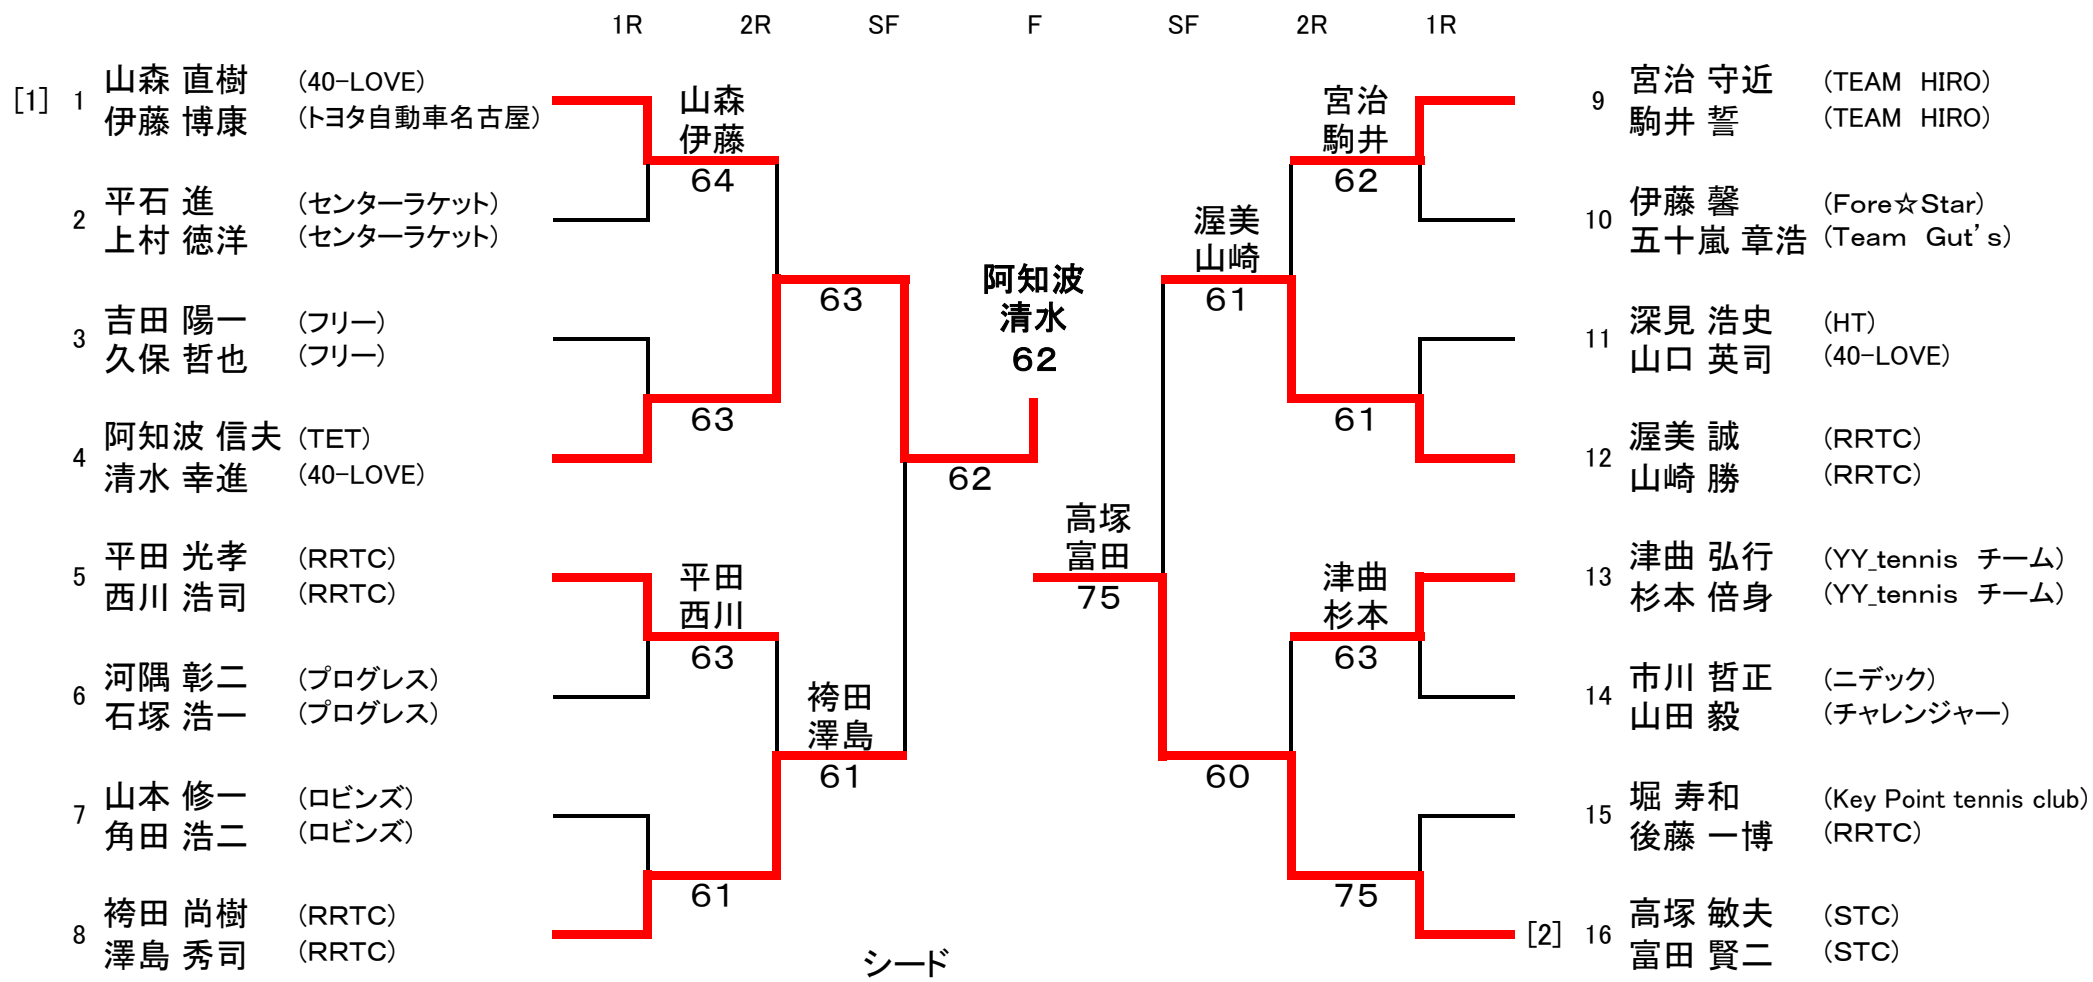 1R 2R SF F SF 2R 1R
[1] 1 山森 直樹 (40-LOVE)
伊藤 博康 (トヨタ自動車名古屋)
2 平石 進 (センターラケット)
上村 徳洋 (センターラケット)
3 吉田 陽一 (フリー)
久保 哲也 (フリー)
4 阿知波 信夫 (TET)
清水 幸進 (40-LOVE)
5 平田 光孝 (RRTC)
西川 浩司 (RRTC)
6 河隅 彰二 (プログレス)
石塚 浩一 (プログレス)
7 山本 修一 (ロビンズ)
角田 浩二 (ロビンズ)
8 袴田 尚樹 (RRTC)
澤島 秀司 (RRTC)
山森
伊藤
64
63
平田
西川
63
61
63
袴田
澤島
61
62
阿知波
清水
62
高塚
富田
75
渥美
山崎
61
60
宮治
駒井
62
61
津曲
杉本
63
75
9 宮治 守近 (TEAM HIRO)
駒井 誓 (TEAM HIRO)
10 伊藤 馨 (Fore☆Star)
五十嵐 章浩 (Team Gut's)
11 深見 浩史 (HT)
山口 英司 (40-LOVE)
12 渥美 誠 (RRTC)
山崎 勝 (RRTC)
13 津曲 弘行 (YY_tennis チーム)
杉本 倍身 (YY_tennis チーム)
14 市川 哲正 (ニデック)
山田 毅 (チャレンジャー)
15 堀 寿和 (Key Point tennis club)
後藤 一博 (RRTC)
[2] 16 高塚 敏夫 (STC)
富田 賢二 (STC)
シード